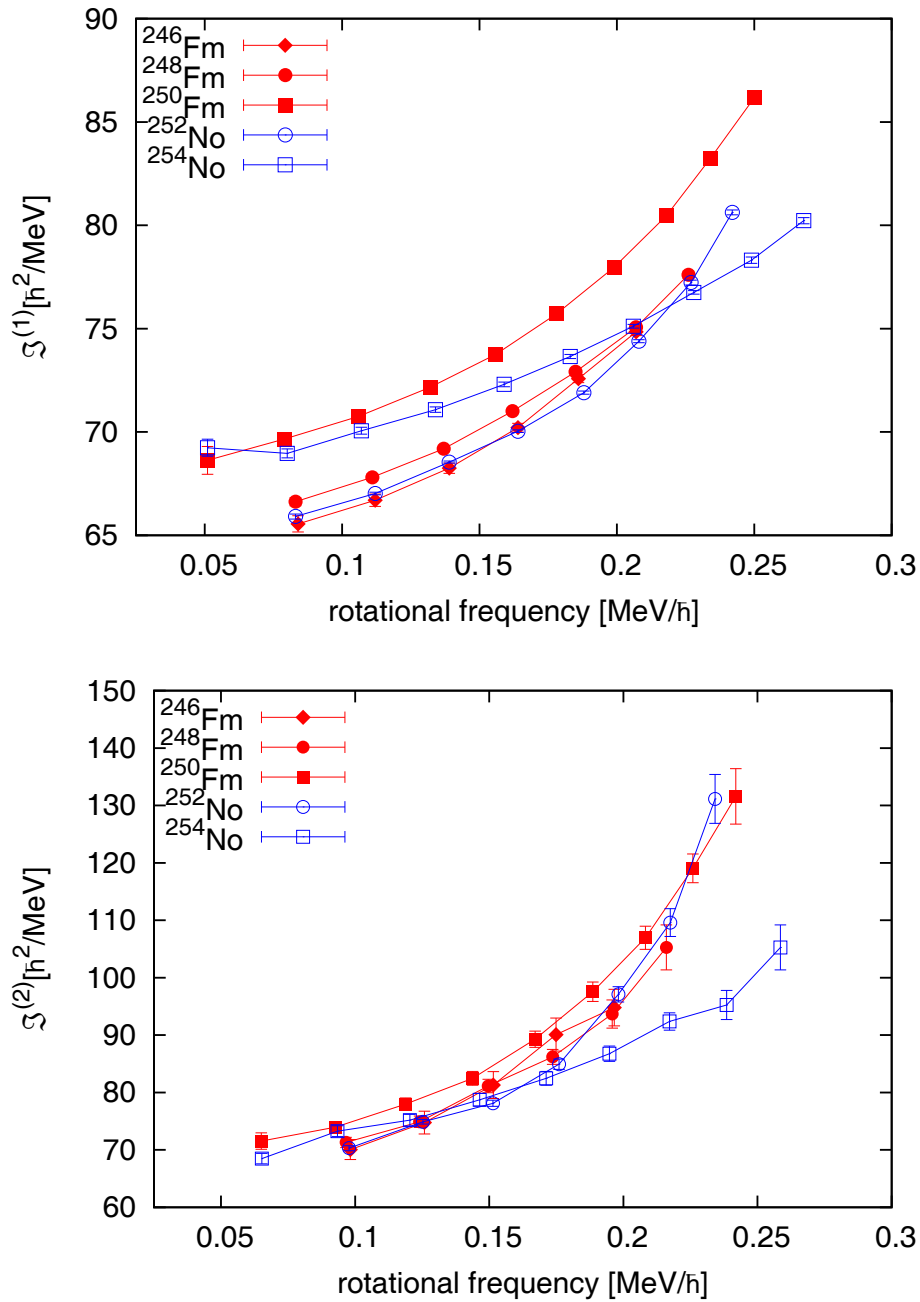 90
85
80
75
70
65
ℑ⁽¹⁾[ħ²/MeV]
²⁴⁶Fm
²⁴⁸Fm
²⁵⁰Fm
²⁵²No
²⁵⁴No
0.05 0.1 0.15 0.2 0.25 0.3
rotational frequency [MeV/ħ]
150
140
130
120
110
100
90
80
70
60
ℑ⁽²⁾[ħ²/MeV]
²⁴⁶Fm
²⁴⁸Fm
²⁵⁰Fm
²⁵²No
²⁵⁴No
0.05 0.1 0.15 0.2 0.25 0.3
rotational frequency [MeV/ħ]